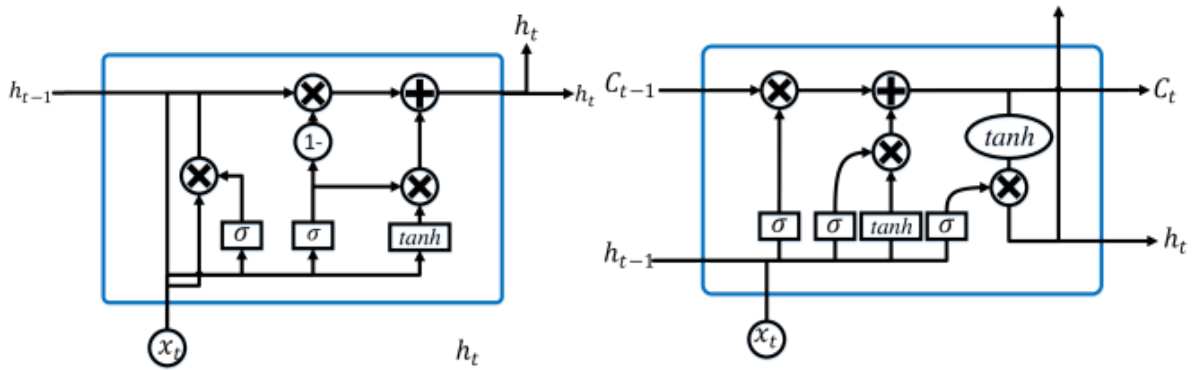 h_t
h_{t-1}
h_t
1-
σ
σ
tanh
x_t
h_t
C_{t-1}
C_t
tanh
σ
σ
tanh
σ
h_{t-1}
h_t
x_t